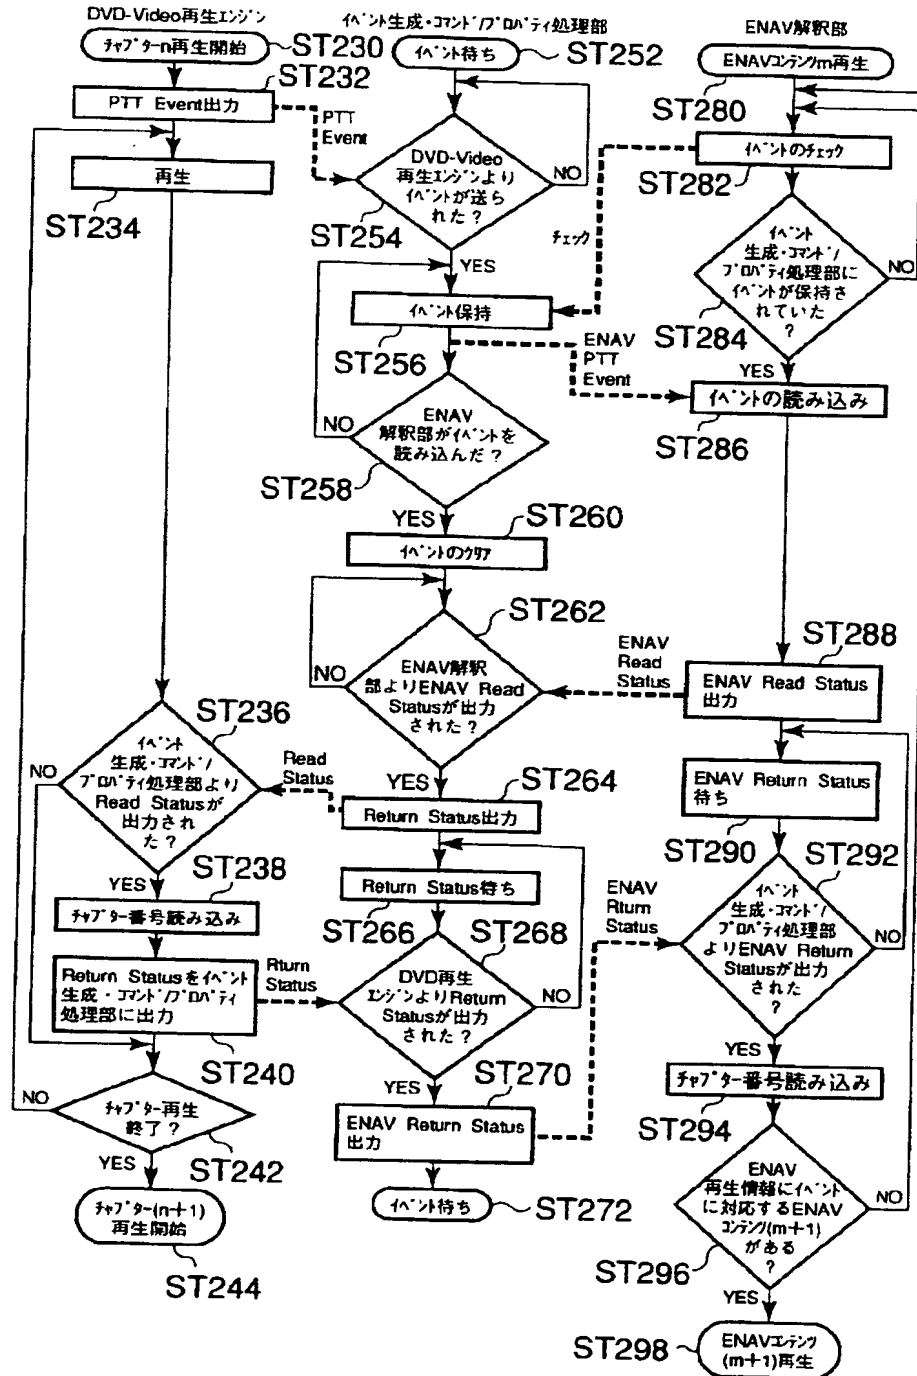 DVD-Video再生エンジン
チャプターn再生開始
ST230
ST232
PTT Event出力
PTT
Event
再生
ST234
ST236
イベント
生成・コマンド/
プロパティ処理部より
Read Statusが
出力され
た?
NO
YES
ST238
チャプター番号読み込み
Return Statusをイベント
生成・コマンド/プロパティ
処理部に出力
ST240
Rturn
Status
NO
チャプター再生
終了?
ST242
YES
チャプター(n+1)
再生開始
ST244
イベント生成・コマンド/プロパティ処理部
イベント待ち
ST252
DVD-Video
再生エンジンより
イベントが送ら
れた?
NO
ST254
YES
チェック
イベント保持
ST256
ENAV
PTT
Event
NO
ENAV
解釈部がイベントを
読み込んだ?
ST258
YES
ST260
イベントのクリア
ST262
NO
ENAV解釈
部よりENAV Read
Statusが出力
された?
ENAV
Read
Status
YES
ST264
Read
Status
Return Status出力
Return Status待ち
ST266
ST268
DVD再生
エンジンよりReturn
Statusが出力
された?
NO
YES
ST270
ENAV Return Status
出力
イベント待ち
ST272
ENAV
Rturn
Status
ENAV解釈部
ENAVコンテンツm再生
ST280
イベントのチェック
ST282
イベント
生成・コマンド/
プロパティ処理部に
イベントが保持さ
れていた
?
NO
ST284
YES
イベントの読み込み
ST286
ST288
ENAV Read Status
出力
ENAV Return Status
待ち
ST290
ST292
イベント
生成・コマンド/
プロパティ処理部
よりENAV Return
Statusが出力
された
?
NO
YES
チャプター番号読み込み
ST294
ENAV
再生情報にイベント
に対応するENAV
コンテンツ(m+1)
がある
?
NO
ST296
YES
ENAVコンテンツ
(m+1)再生
ST298